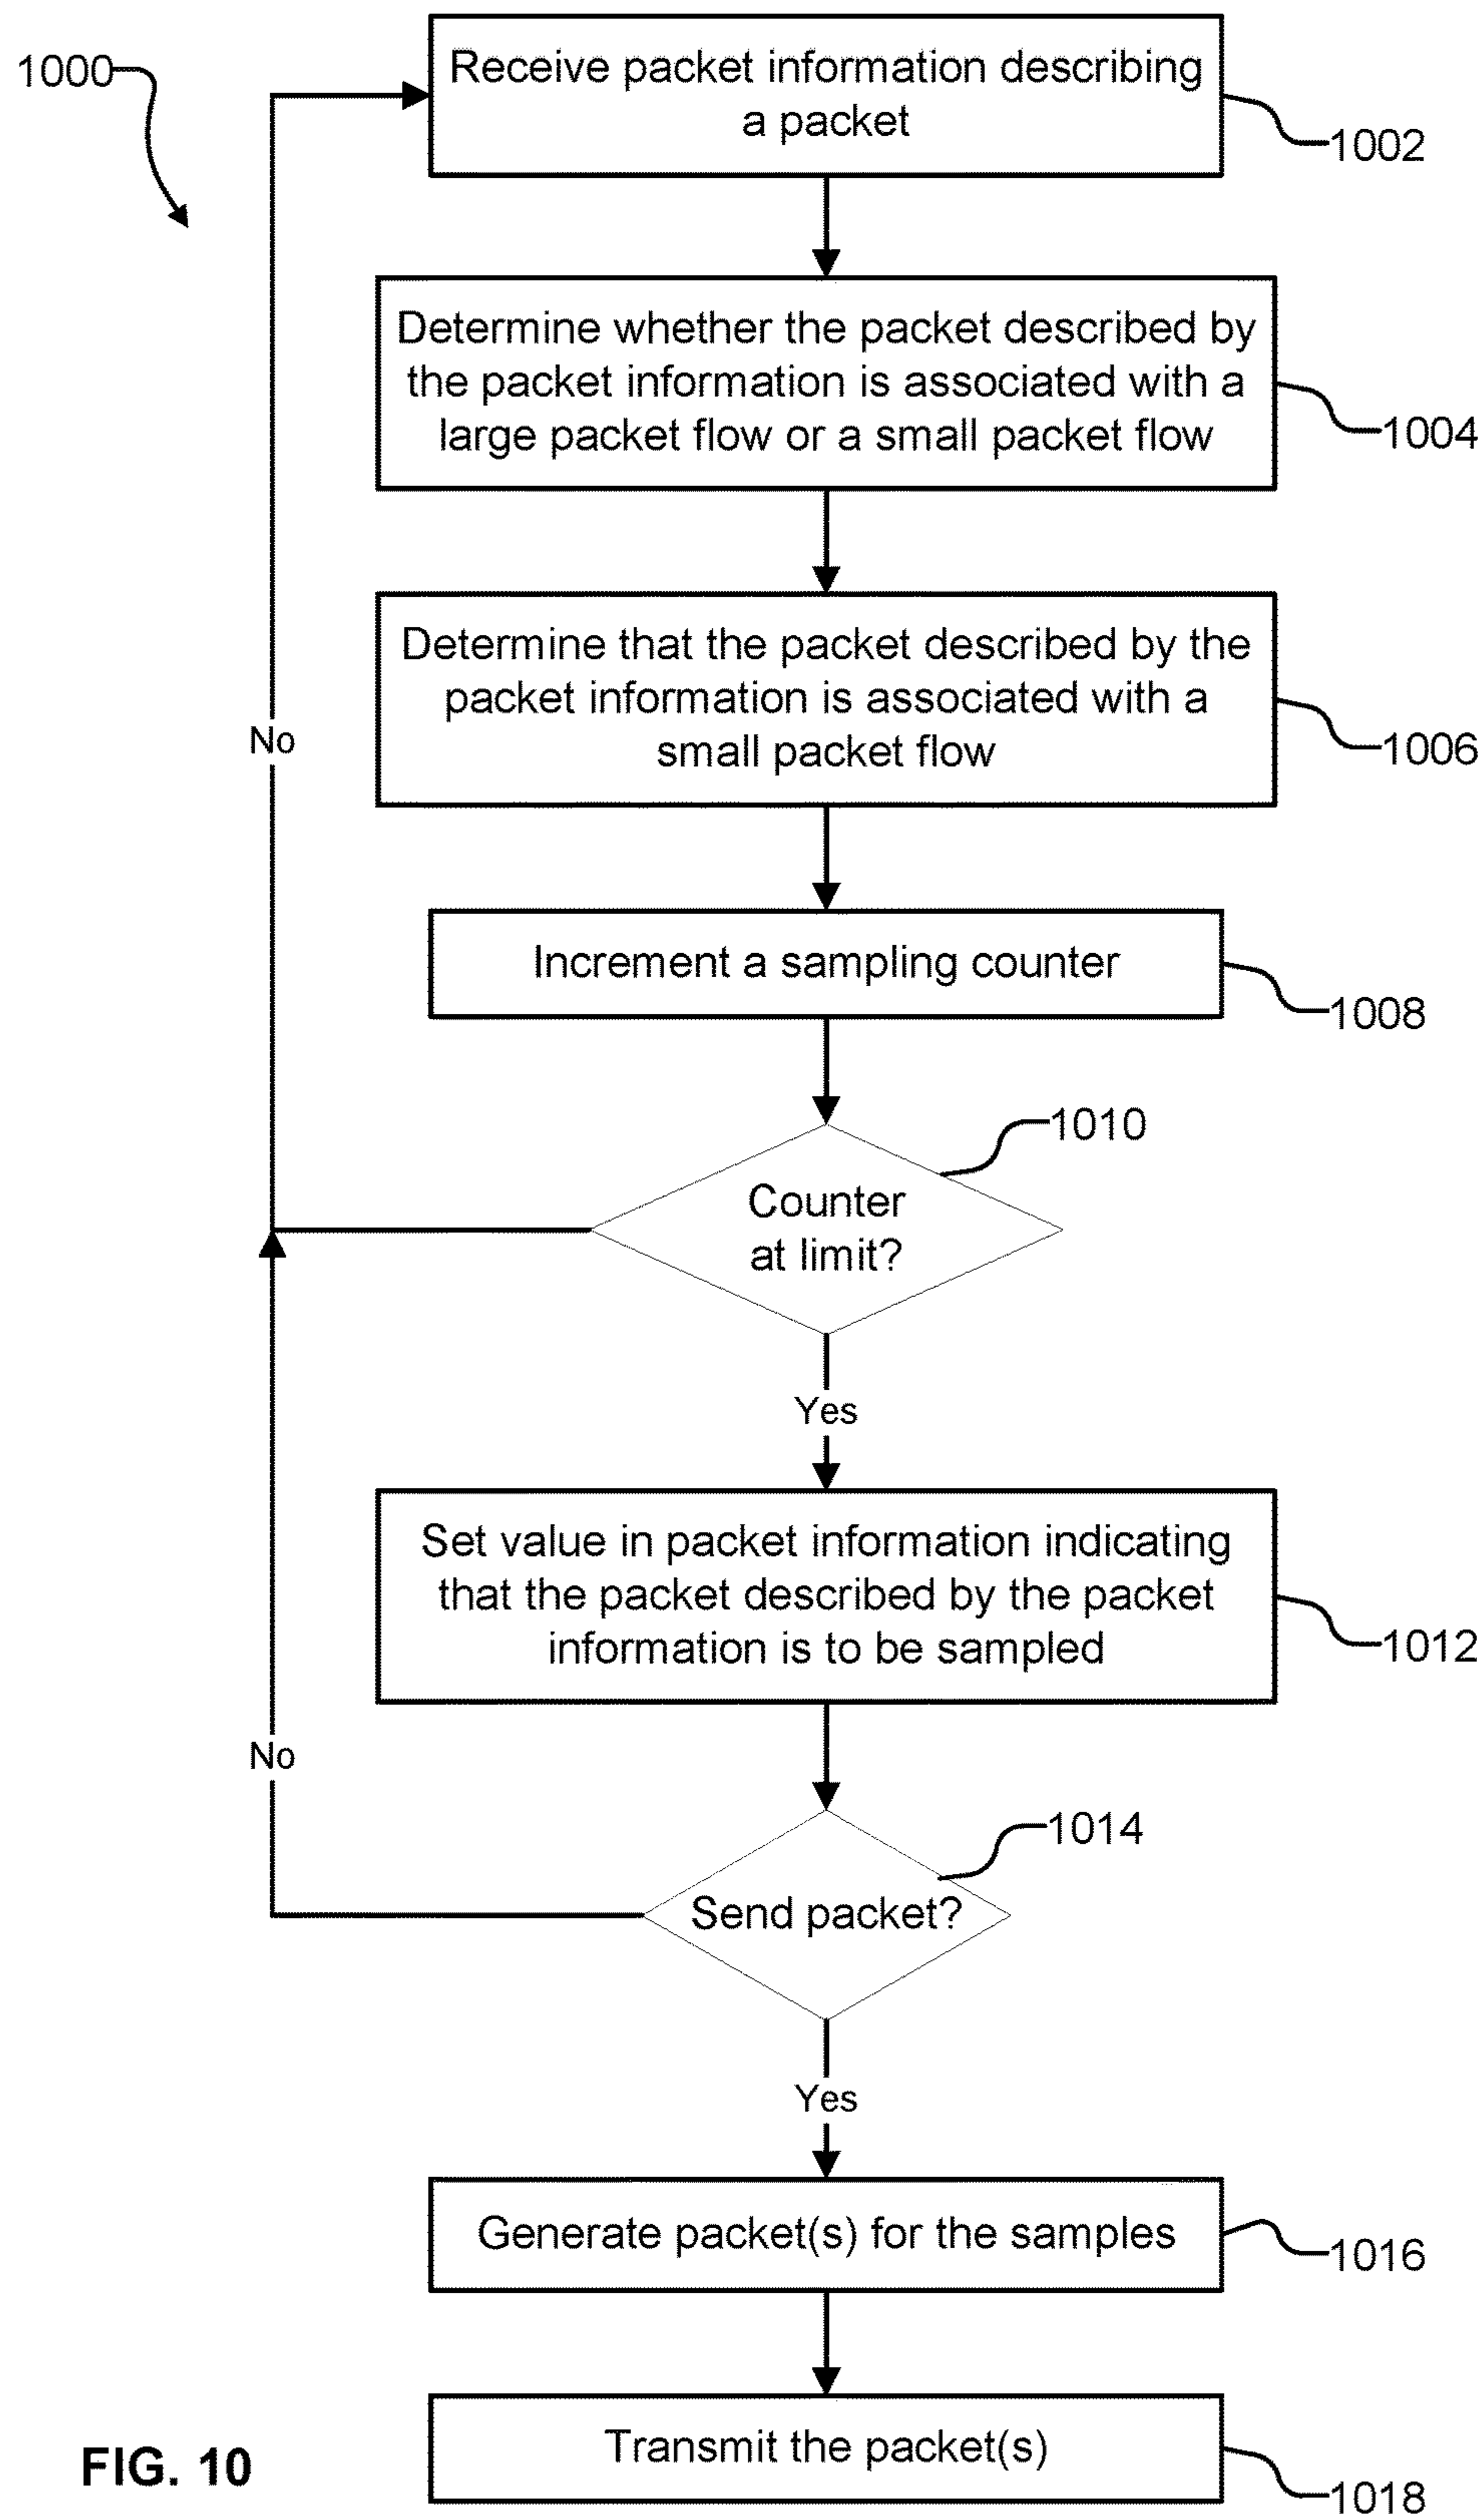 1000
Receive packet information describing
a packet
1002
Determine whether the packet described by
the packet information is associated with a
large packet flow or a small packet flow
1004
Determine that the packet described by the
packet information is associated with a
small packet flow
1006
No
Increment a sampling counter
1008
1010
Counter
at limit?
Yes
Set value in packet information indicating
that the packet described by the packet
information is to be sampled
1012
No
1014
Send packet?
Yes
Generate packet(s) for the samples
1016
Transmit the packet(s)
1018
FIG. 10